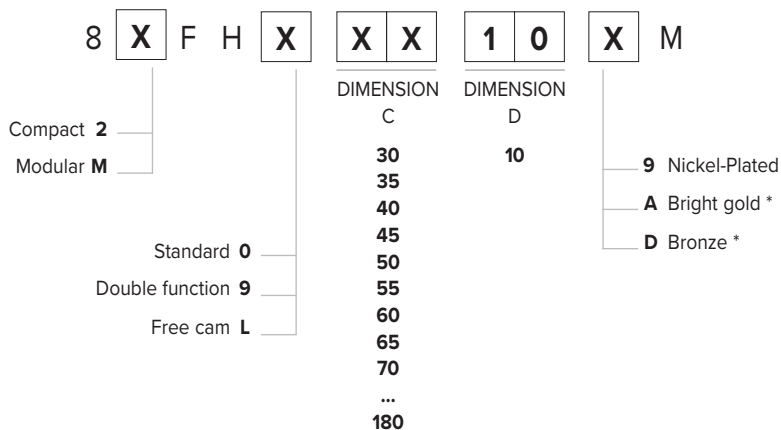 8 X F H X X X 1 0 X M
DIMENSION DIMENSION
C D
Compact 2
Modular M
30 10
35
40
45
50
55
60
65
70
...
180
9 Nickel-Plated
A Bright gold *
D Bronze *
Standard 0
Double function 9
Free cam L